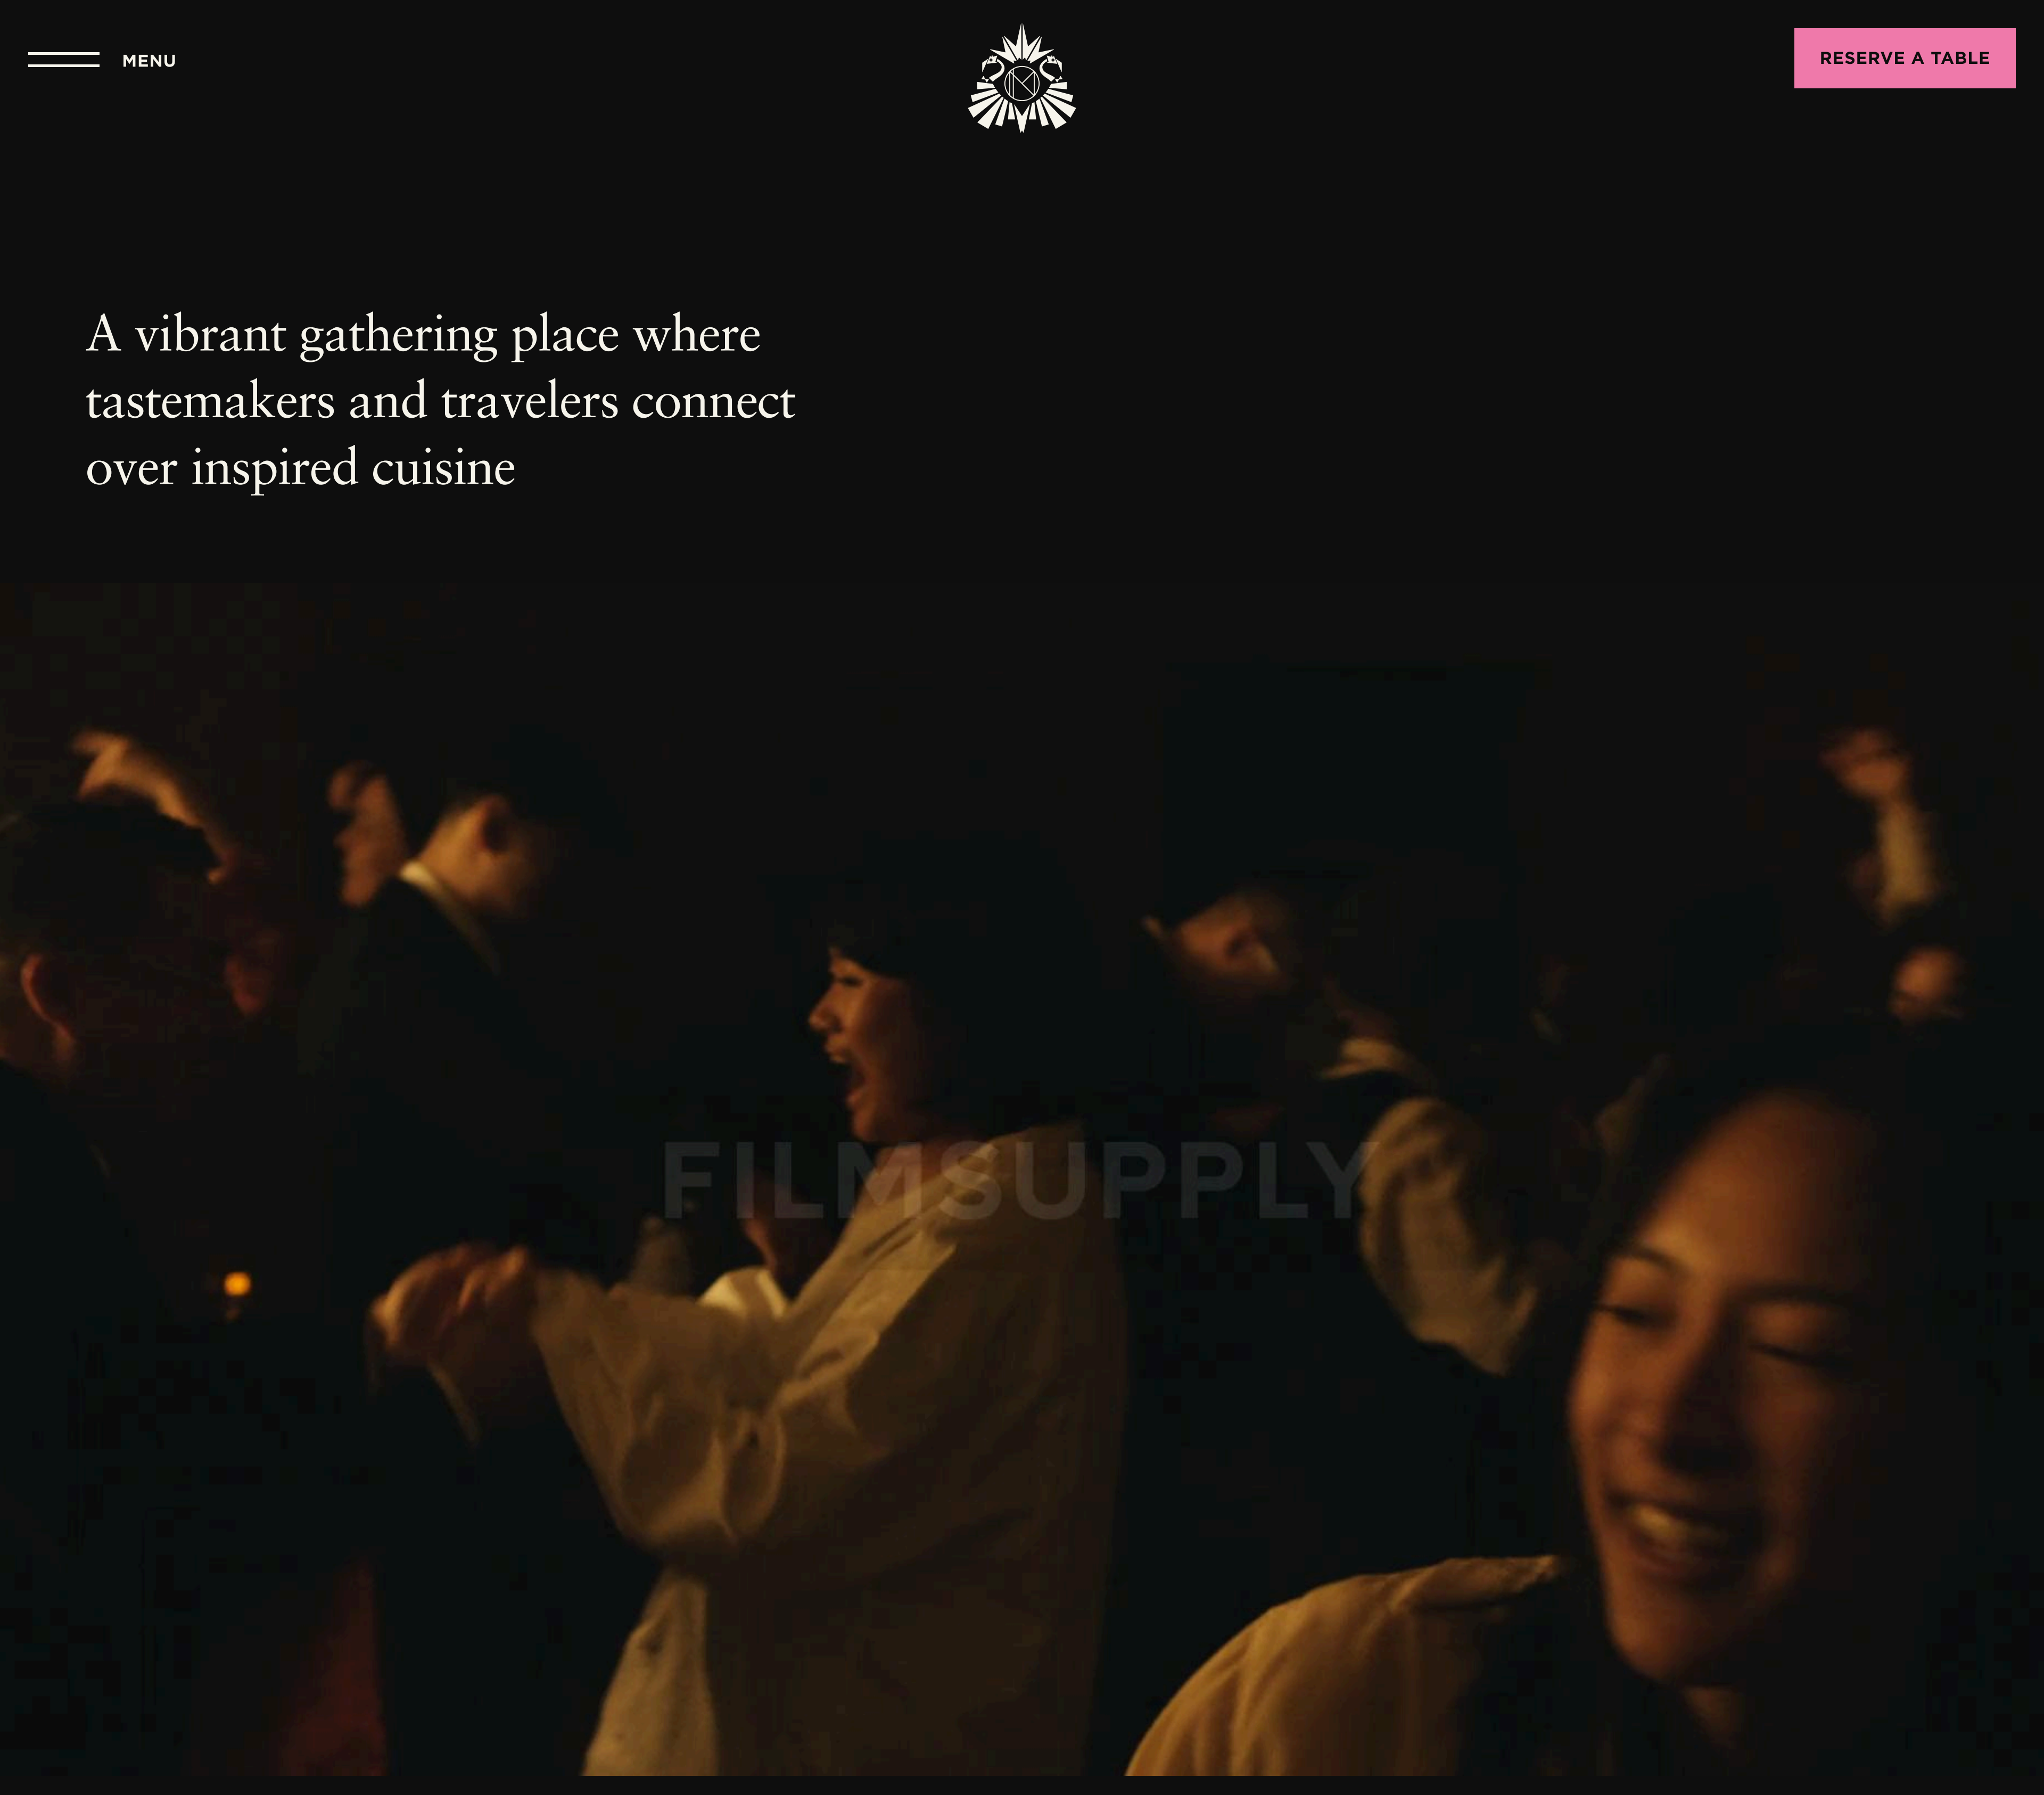 MENU
RESERVE A TABLE
A vibrant gathering place where
tastemakers and travelers connect
over inspired cuisine
FILMSUPPLY